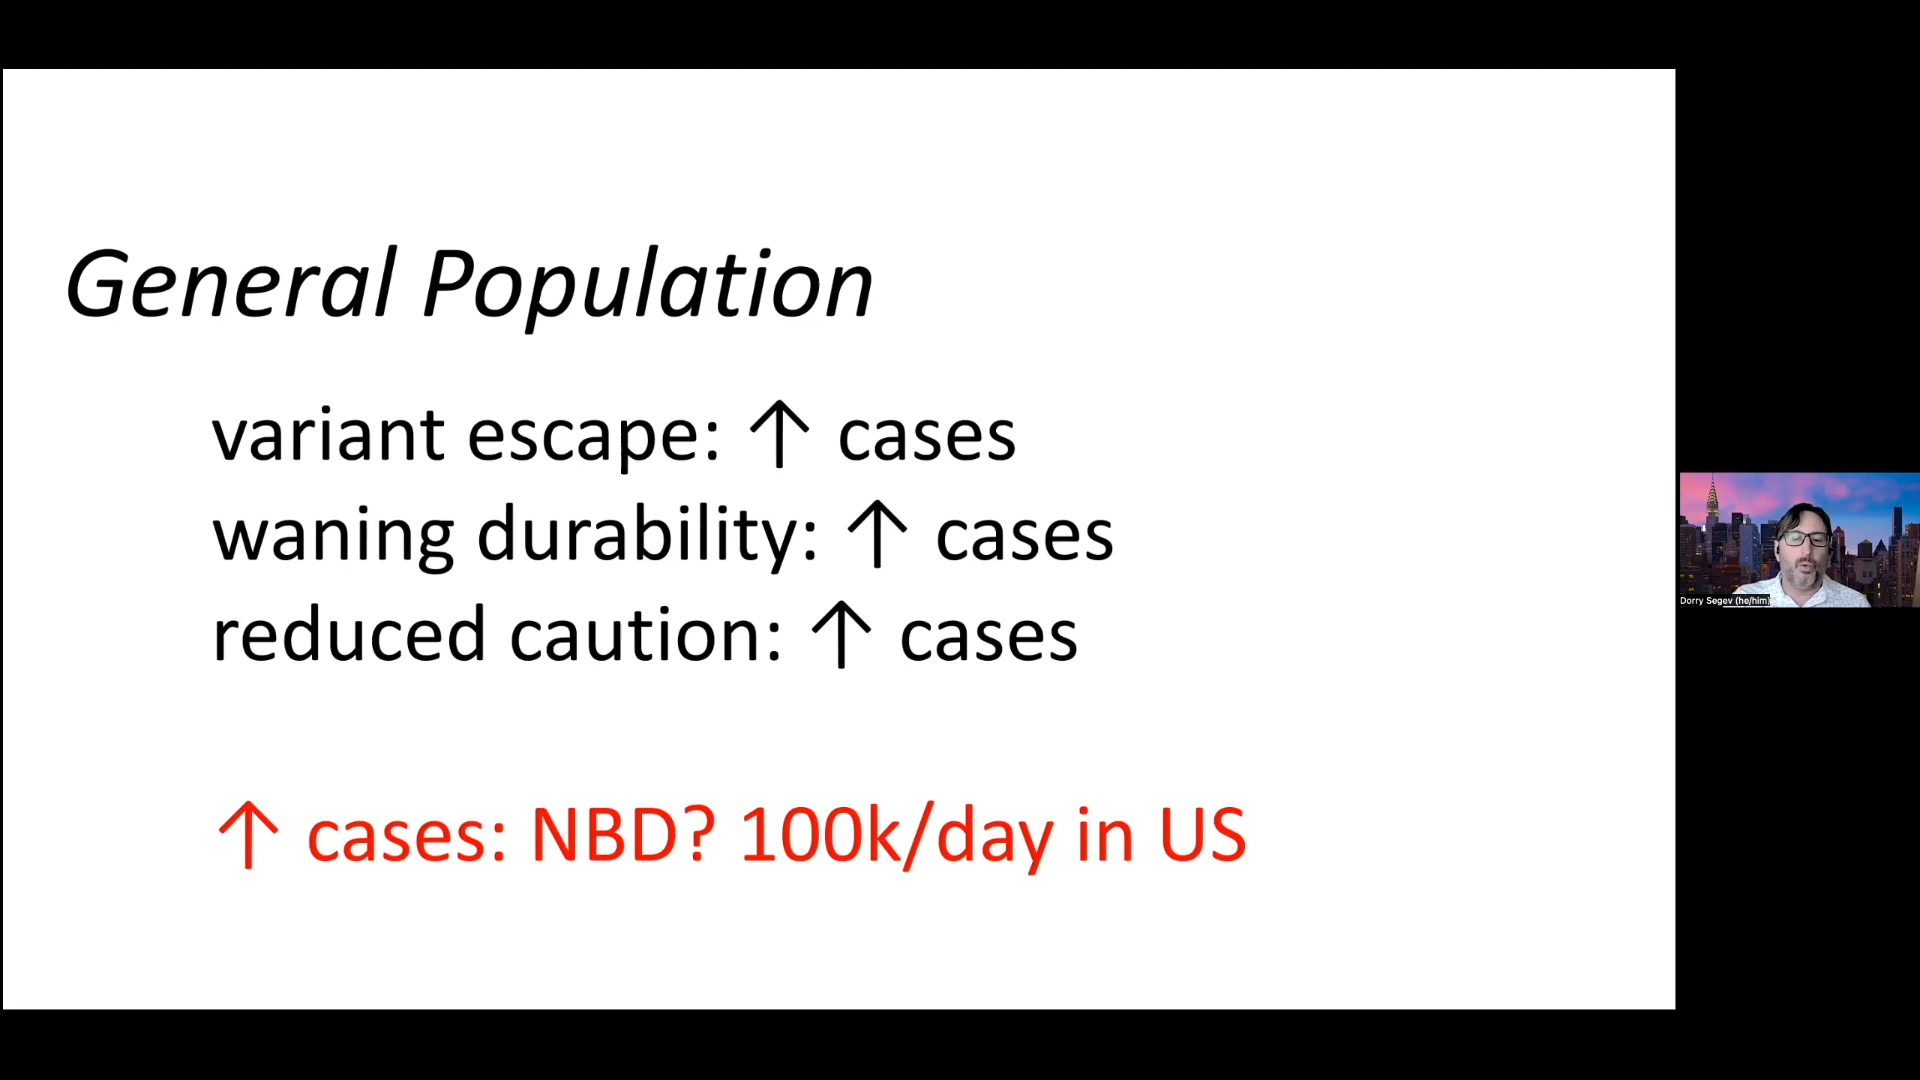 General Population
variant escape: ↑ cases
waning durability: ↑ cases
reduced caution: ↑ cases
↑ cases: NBD? 100k/day in US
Dorry Segev (he/him)